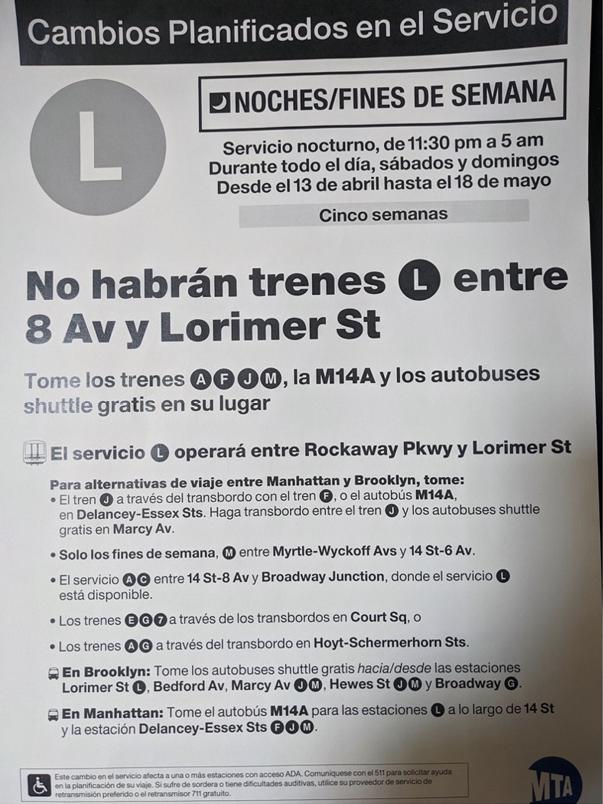 Cambios Planificados en el Servicio
L
NOCHES/FINES DE SEMANA
Servicio nocturno, de 11:30 pm a 5 am
Durante todo el día, sábados y domingos
Desde el 13 de abril hasta el 18 de mayo
Cinco semanas
No habrán trenes L entre
8 Av y Lorimer St
Tome los trenes A F J M, la M14A y los autobuses
shuttle gratis en su lugar
El servicio L operará entre Rockaway Pkwy y Lorimer St
Para alternativas de viaje entre Manhattan y Brooklyn, tome:
• El tren J a través del transbordo con el tren F, o el autobús M14A,
en Delancey-Essex Sts. Haga transbordo entre el tren J y los autobuses shuttle
gratis en Marcy Av.
• Solo los fines de semana, M entre Myrtle-Wyckoff Avs y 14 St-6 Av.
• El servicio A C entre 14 St-8 Av y Broadway Junction, donde el servicio L
está disponible.
• Los trenes E G 7 a través de los transbordos en Court Sq, o
• Los trenes A G a través del transbordo en Hoyt-Schermerhorn Sts.
En Brooklyn: Tome los autobuses shuttle gratis hacia/desde las estaciones
Lorimer St L, Bedford Av, Marcy Av J M, Hewes St J M y Broadway G.
En Manhattan: Tome el autobús M14A para las estaciones L a lo largo de 14 St
y la estación Delancey-Essex Sts F J M.
Este cambio en el servicio afecta a una o más estaciones con acceso ADA. Comuníquese con el 511 para solicitar ayuda
en la planificación de su viaje. Si sufre de sordera o tiene dificultades auditivas, utilice su proveedor de servicio de
retransmisión preferido o el retransmisor 711 gratuito.
MTA